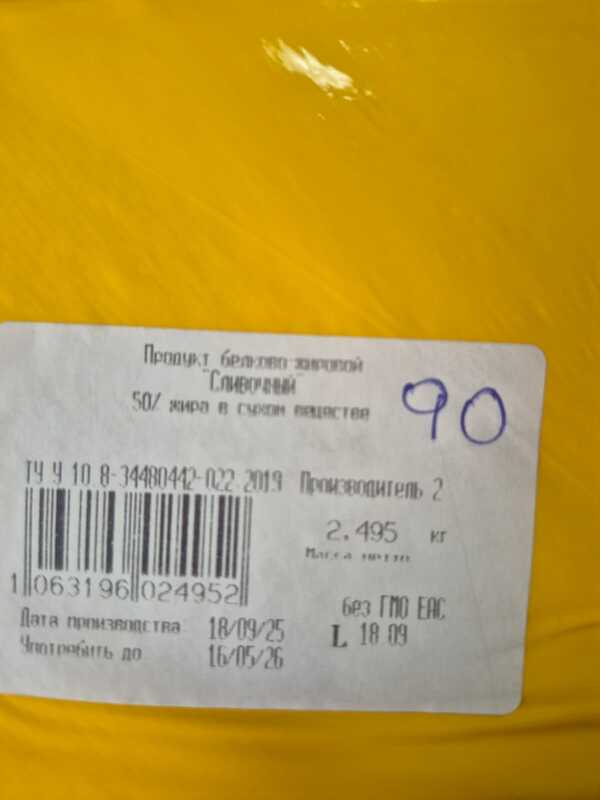 Продукт белково-жировой
"Сливочный"
50% жира в сухом веществе
90
ТУ У 10.8-34480442-022:2019 Производитель 2
2.495 кг
Масса нетто
1 063196 024952
без ГМО EAC
Дата производства 18/09/25
L 18 09
Употребить до 16/05/26